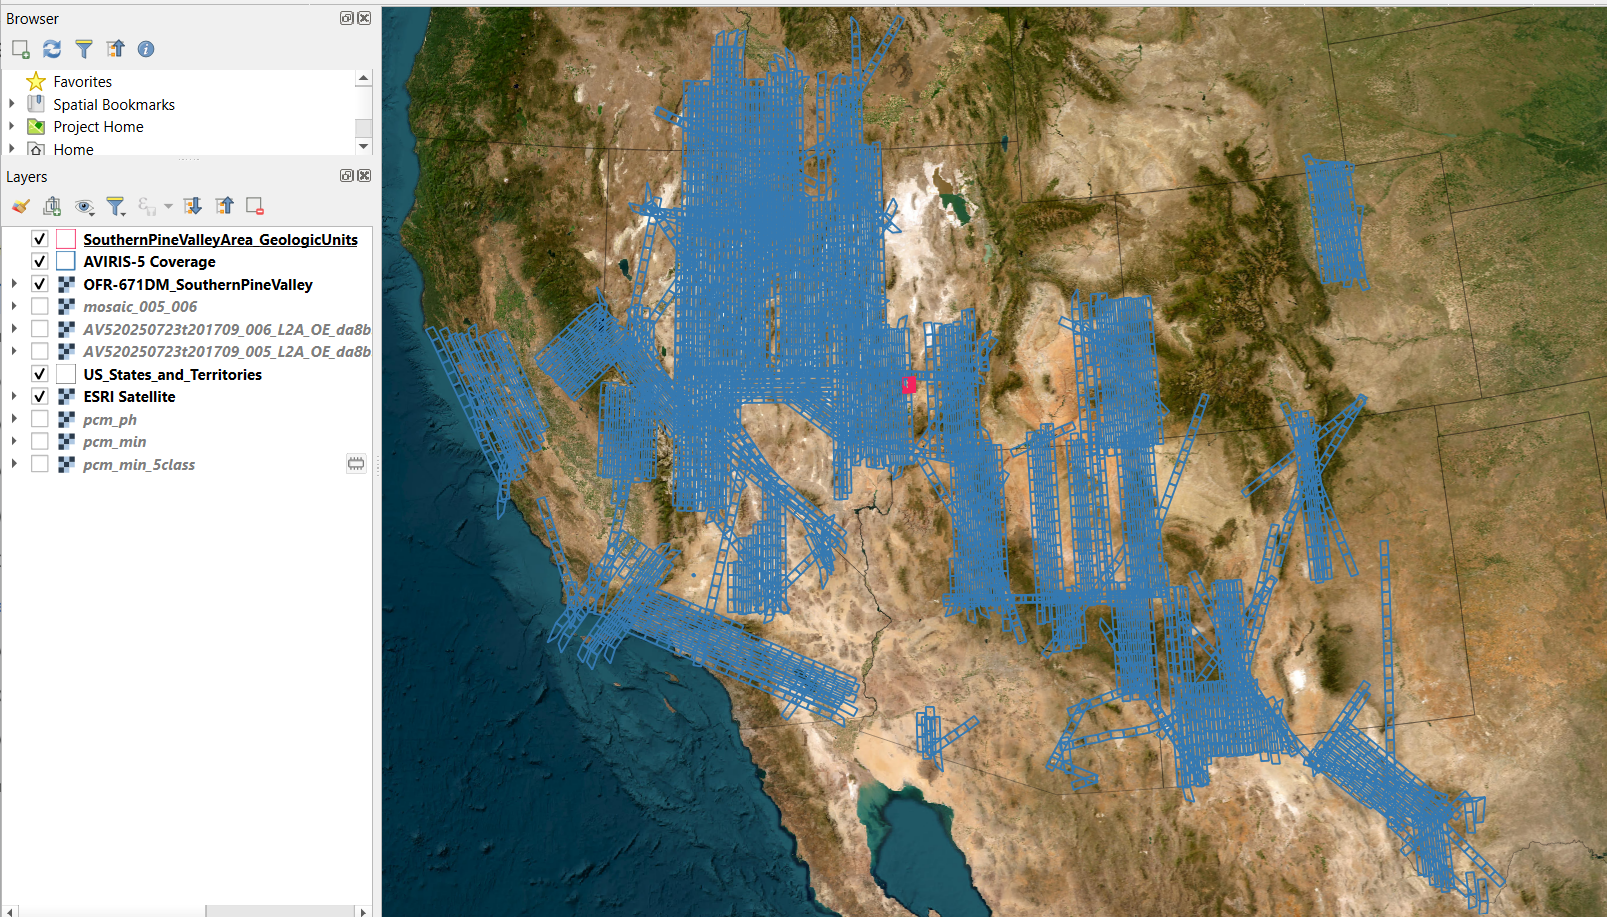 Browser
Favorites
Spatial Bookmarks
Project Home
Home
Layers
SouthernPineValleyArea_GeologicUnits
AVIRIS-5 Coverage
OFR-671DM_SouthernPineValley
mosaic_005_006
AV520250723t201709_006_L2A_OE_da8b
AV520250723t201709_005_L2A_OE_da8b
US_States_and_Territories
ESRI Satellite
pcm_ph
pcm_min
pcm_min_5class